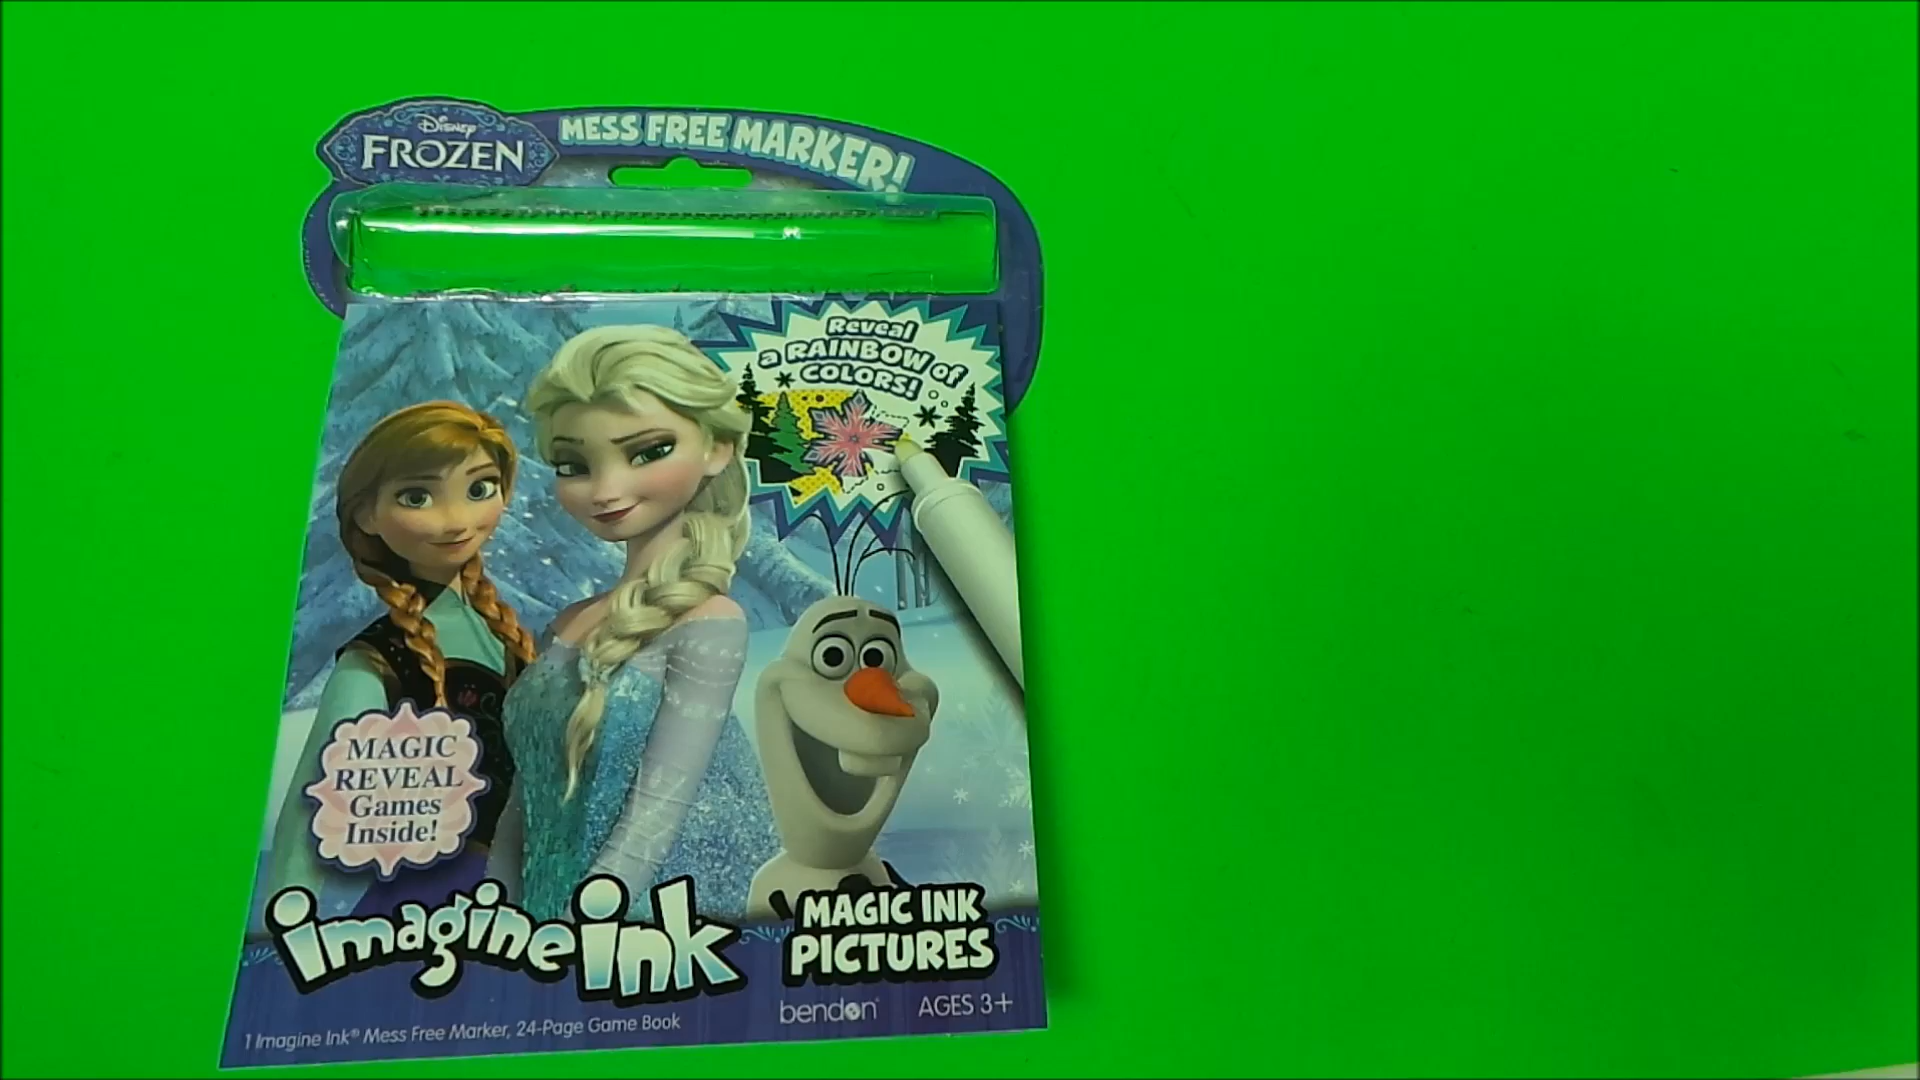 Disney
FROZEN
MESS FREE MARKER!
Reveal
a RAINBOW of
COLORS!
MAGIC
REVEAL
Games
Inside!
imagine ink
MAGIC INK
PICTURES
bendon
AGES 3+
1 Imagine Ink® Mess Free Marker, 24-Page Game Book